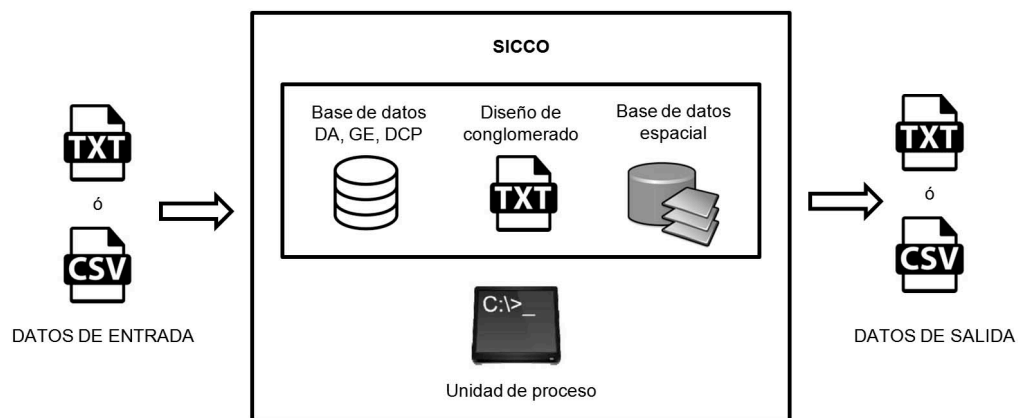 SICCO
TXT
ó
CSV
DATOS DE ENTRADA
Base de datos
DA, GE, DCP
Diseño de
conglomerado
TXT
Base de datos
espacial
C:\>_
Unidad de proceso
TXT
ó
CSV
DATOS DE SALIDA